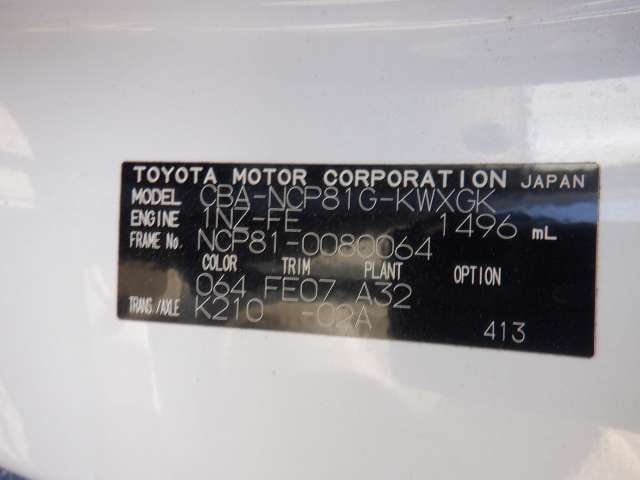 TOYOTA MOTOR CORPORATION JAPAN
MODEL CBA-NCP81G-KWXGK
ENGINE 1NZ-FE 1496 mL
FRAME No. NCP81-0080064
COLOR TRIM PLANT OPTION
064 FE07 A32
TRANS./AXLE K210 -02A
413